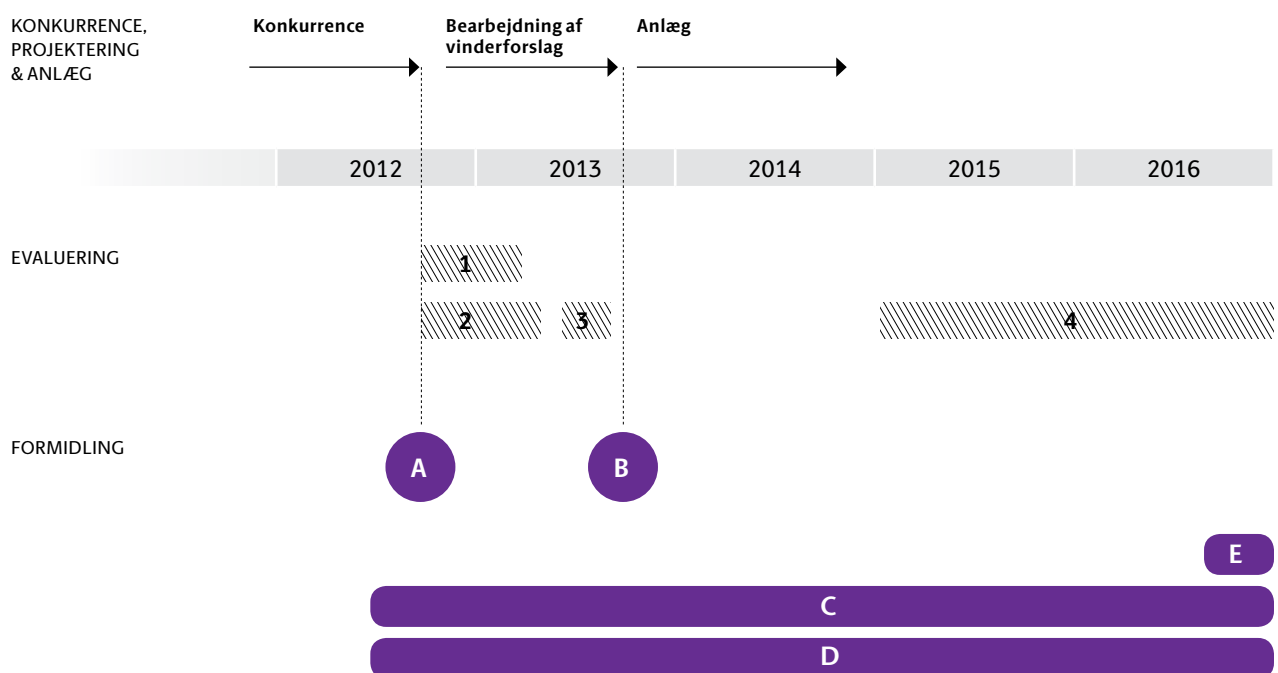 KONKURRENCE,
PROJEKTERING
& ANLÆG
Konkurrence
Bearbejdning af
vinderforslag
Anlæg
2012
2013
2014
2015
2016
EVALUERING
1
2
3
4
FORMIDLING
A
B
E
C
D